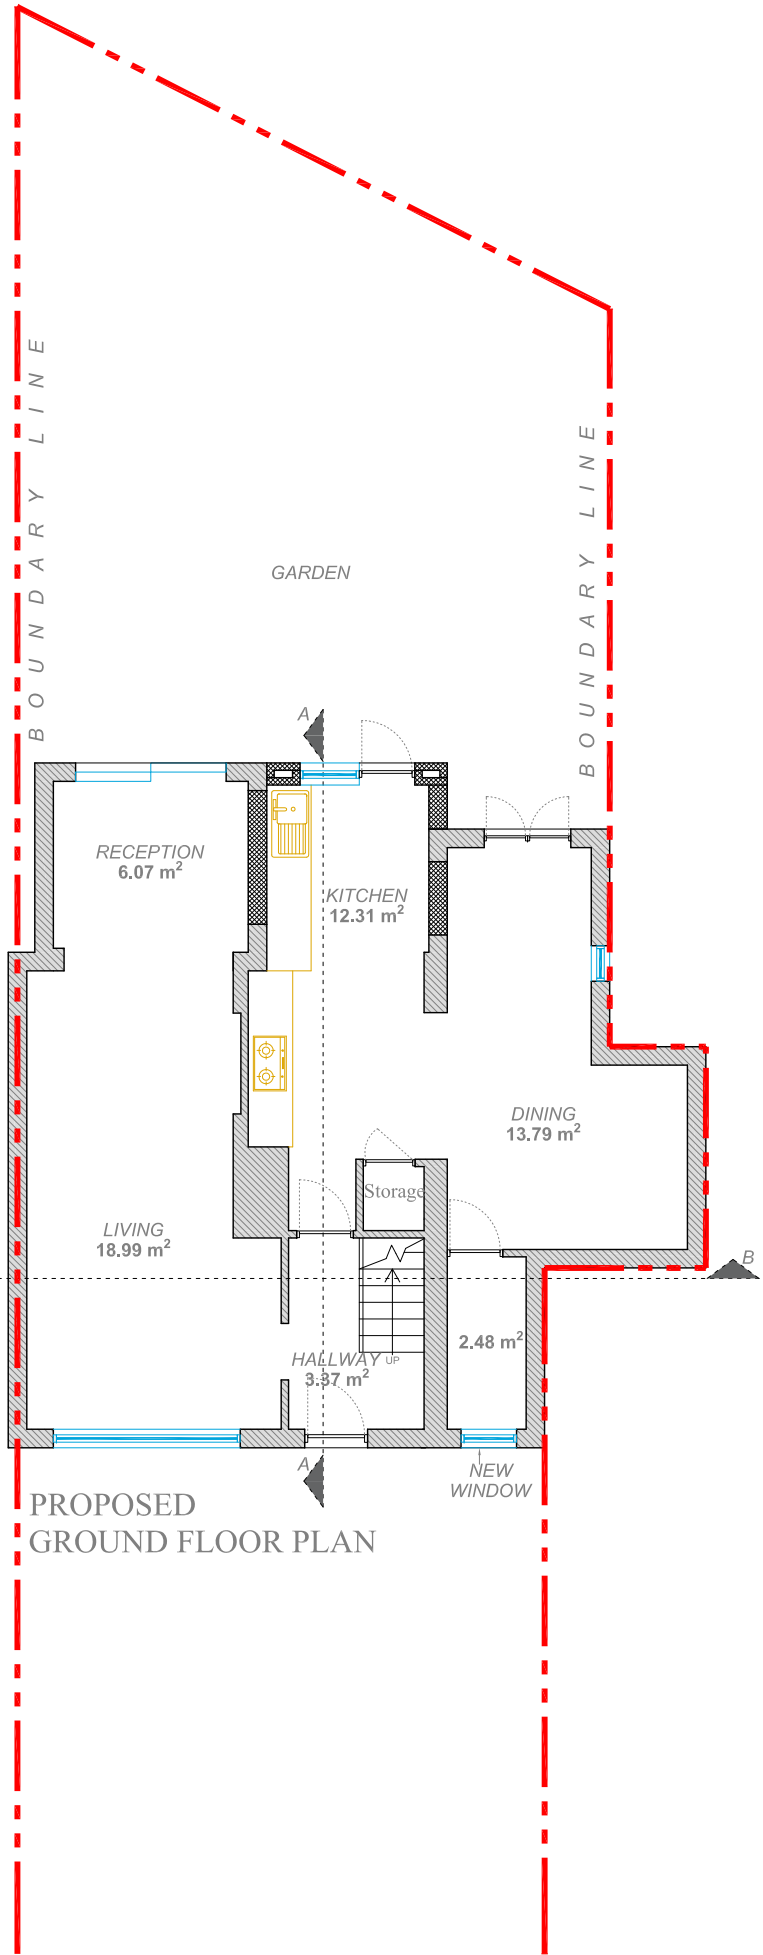 BOUNDARY LINE
BOUNDARY LINE
GARDEN
A
RECEPTION
6.07 m²
KITCHEN
12.31 m²
DINING
13.79 m²
Storage
LIVING
18.99 m²
B
2.48 m²
HALLWAY UP
3.37 m²
A
NEW
WINDOW
PROPOSED
GROUND FLOOR PLAN